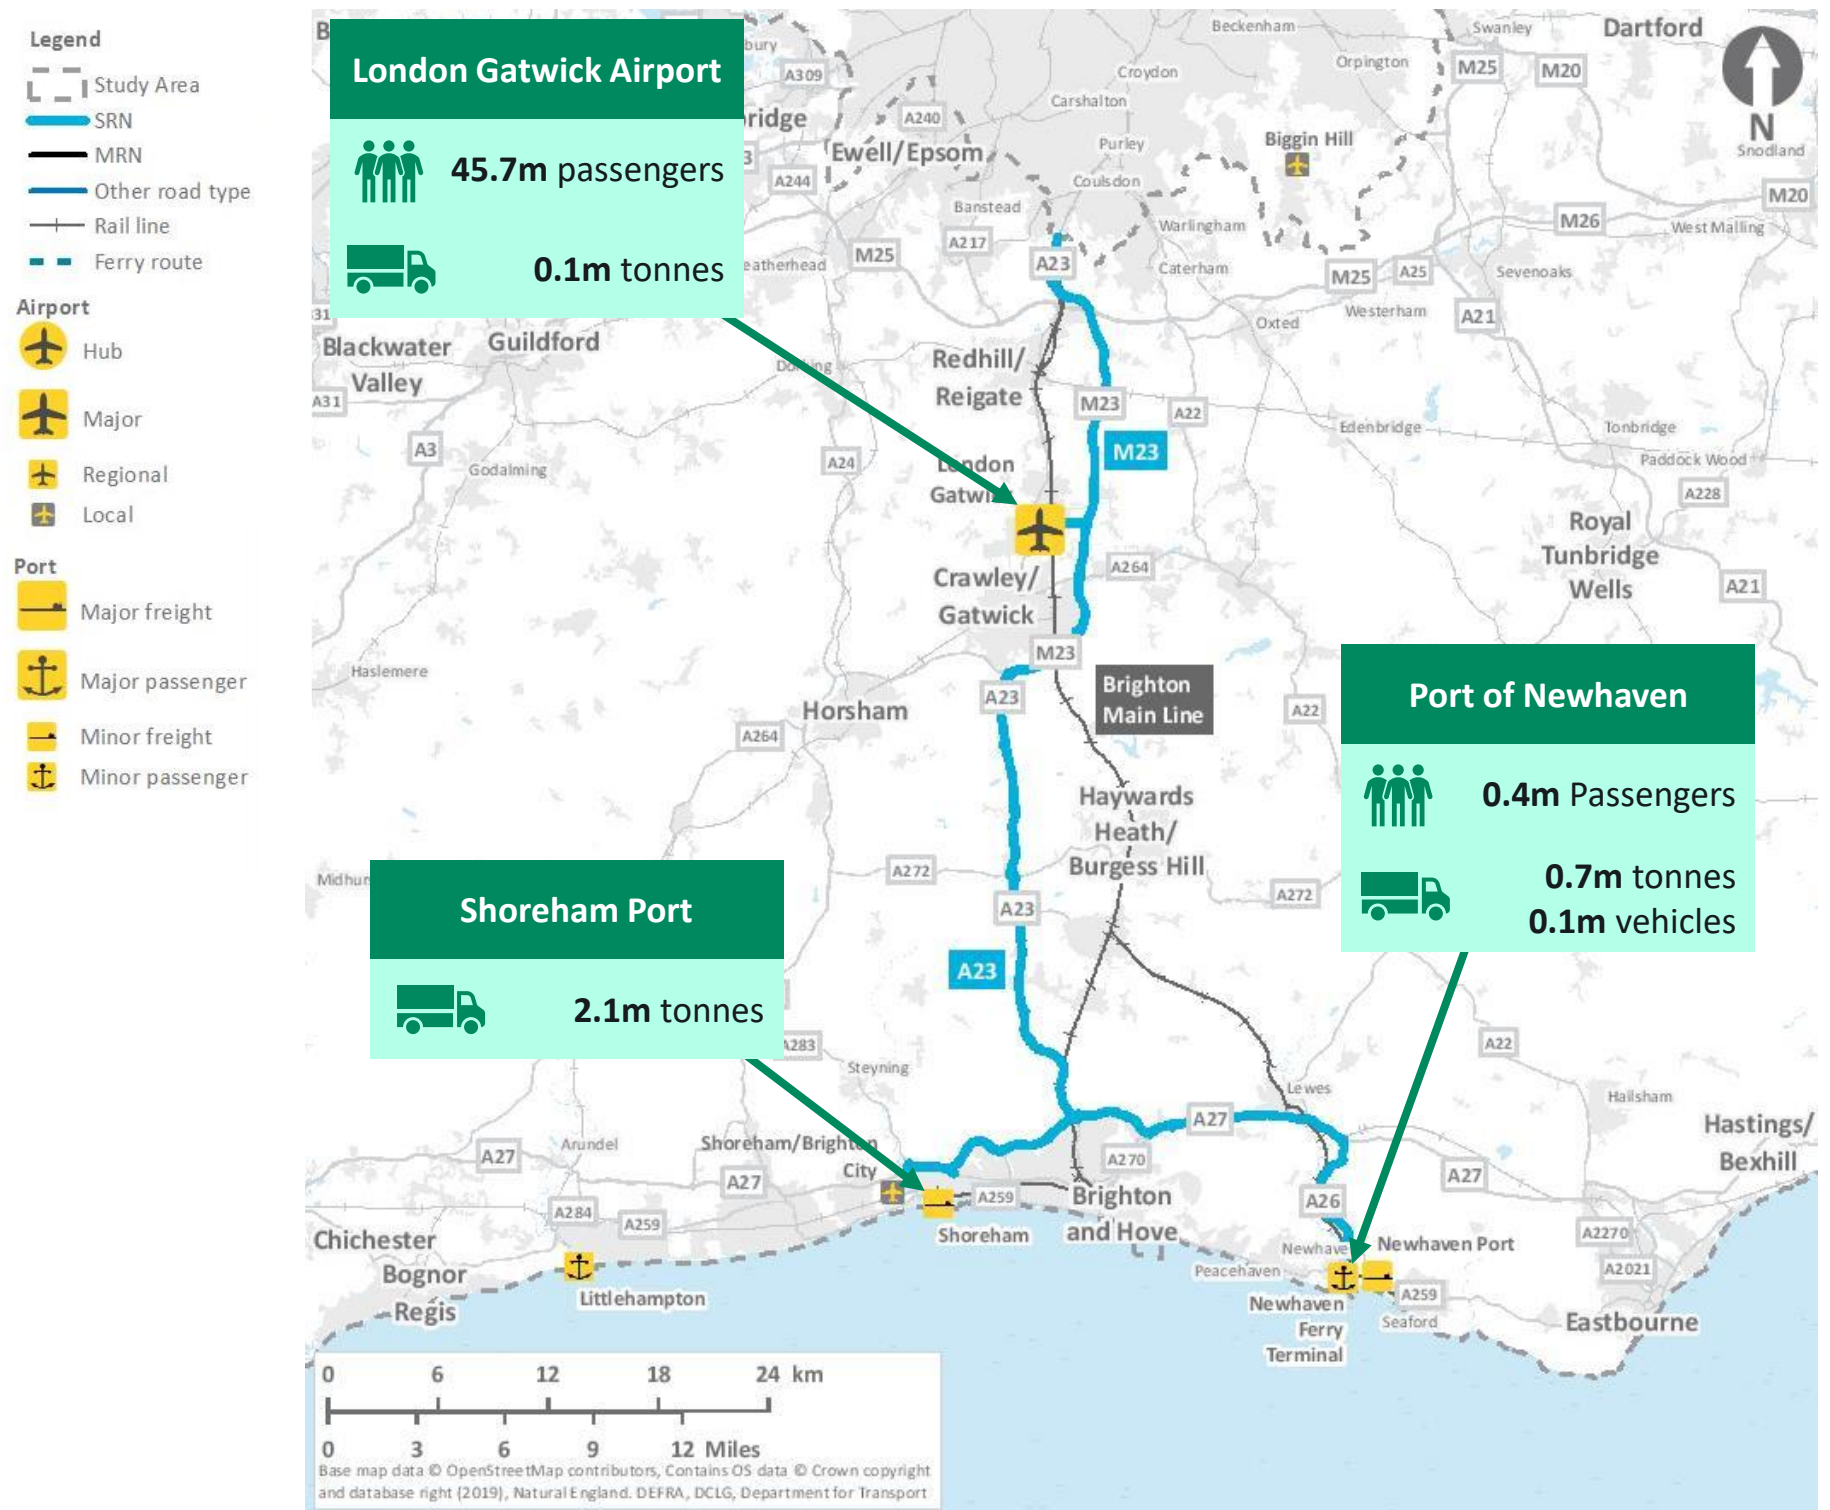 Legend
Study Area
SRN
MRN
Other road type
Rail line
Ferry route
Airport
Hub
Major
Regional
Local
Port
Major freight
Major passenger
Minor freight
Minor passenger
London Gatwick Airport
45.7m passengers
0.1m tonnes
Beckenham
Swanley
Dartford
Orpington
M25
M20
A309
Croydon
Carshalton
N
Snodland
A240
Biggin Hill
Purley
Ewell/Epsom
A244
Coulsdon
M20
Banstead
Warlingham
M26
West Malling
A217
M25
A23
Caterham
M25
A25
Sevenoaks
Westerham
A21
Oxted
Blackwater
Valley
Guildford
Redhill/
Reigate
A31
M23
A22
Edenbridge
Tonbridge
A3
Godalming
A24
London
M23
Paddock Wood
A228
Royal
Tunbridge
Wells
A264
Crawley/
Gatwick
A21
M23
Haslemere
A23
Brighton
Main Line
Horsham
A22
A264
Port of Newhaven
0.4m Passengers
0.7m tonnes
0.1m vehicles
Haywards
Heath/
Burgess Hill
A272
A272
A23
Shoreham Port
2.1m tonnes
A23
A283
A22
Steyning
Lewes
Hailsham
A27
Hastings/
Bexhill
Arundel
Shoreham/Brighton
City
A27
A27
A270
A27
A284
A259
A259
Brighton
and Hove
A26
Chichester
Shoreham
Newhaven Port
A2270
Bognor
Regis
Peacehaven
A2021
Littlehampton
Newhaven
Ferry
Terminal
A259
Seaford
Eastbourne
0 6 12 18 24 km
0 3 6 9 12 Miles
Base map data © OpenStreetMap contributors, Contains OS data © Crown copyright
and database right (2019), Natural England. DEFRA, DCLG, Department for Transport